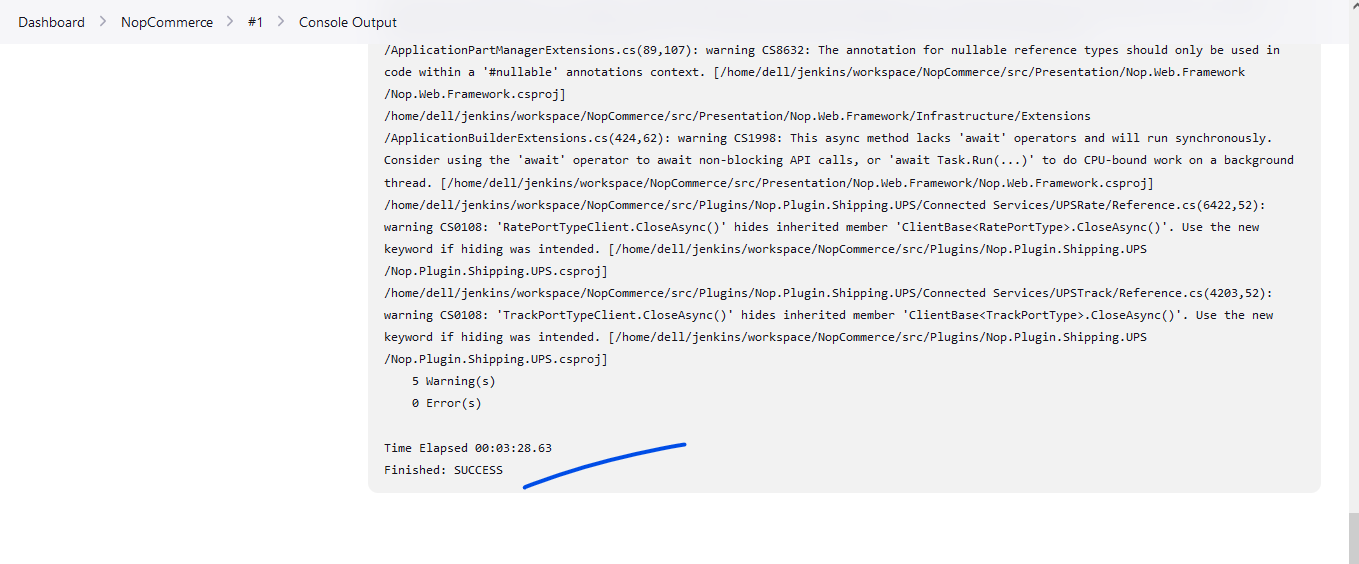 Dashboard > NopCommerce > #1 > Console Output
/ApplicationPartManagerExtensions.cs(89,107): warning CS8632: The annotation for nullable reference types should only be used in
code within a '#nullable' annotations context. [/home/dell/jenkins/workspace/NopCommerce/src/Presentation/Nop.Web.Framework
/Nop.Web.Framework.csproj]
/home/dell/jenkins/workspace/NopCommerce/src/Presentation/Nop.Web.Framework/Infrastructure/Extensions
/ApplicationBuilderExtensions.cs(424,62): warning CS1998: This async method lacks 'await' operators and will run synchronously.
Consider using the 'await' operator to await non-blocking API calls, or 'await Task.Run(...)' to do CPU-bound work on a background
thread. [/home/dell/jenkins/workspace/NopCommerce/src/Presentation/Nop.Web.Framework/Nop.Web.Framework.csproj]
/home/dell/jenkins/workspace/NopCommerce/src/Plugins/Nop.Plugin.Shipping.UPS/Connected Services/UPSRate/Reference.cs(6422,52):
warning CS0108: 'RatePortTypeClient.CloseAsync()' hides inherited member 'ClientBase<RatePortType>.CloseAsync()'. Use the new
keyword if hiding was intended. [/home/dell/jenkins/workspace/NopCommerce/src/Plugins/Nop.Plugin.Shipping.UPS
/Nop.Plugin.Shipping.UPS.csproj]
/home/dell/jenkins/workspace/NopCommerce/src/Plugins/Nop.Plugin.Shipping.UPS/Connected Services/UPSTrack/Reference.cs(4203,52):
warning CS0108: 'TrackPortTypeClient.CloseAsync()' hides inherited member 'ClientBase<TrackPortType>.CloseAsync()'. Use the new
keyword if hiding was intended. [/home/dell/jenkins/workspace/NopCommerce/src/Plugins/Nop.Plugin.Shipping.UPS
/Nop.Plugin.Shipping.UPS.csproj]
5 Warning(s)
0 Error(s)
Time Elapsed 00:03:28.63
Finished: SUCCESS